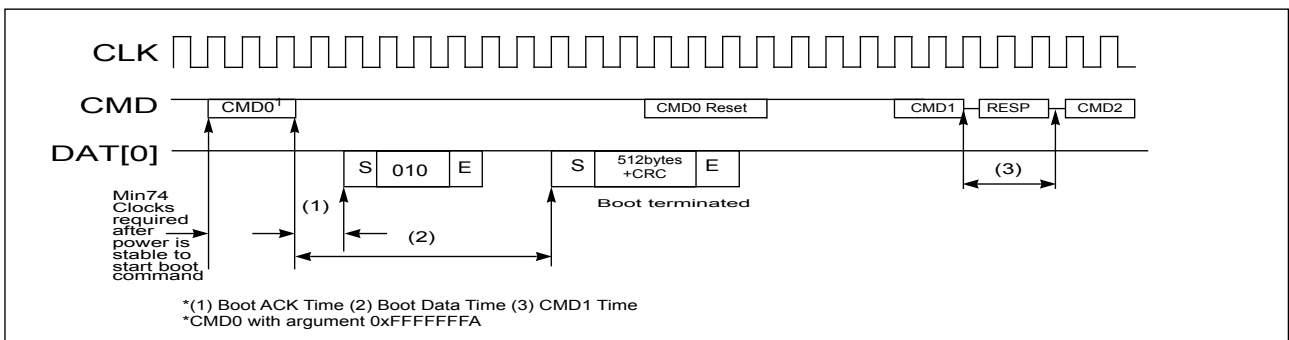 CLK
CMD
CMD0¹
CMD0 Reset
CMD1
RESP
CMD2
DAT[0]
S
010
E
S
512bytes
+CRC
E
Boot terminated
(1)
(2)
(3)
Min74
Clocks
required
after
power is
stable to
start boot
command
*(1) Boot ACK Time (2) Boot Data Time (3) CMD1 Time
*CMD0 with argument 0xFFFFFFFA